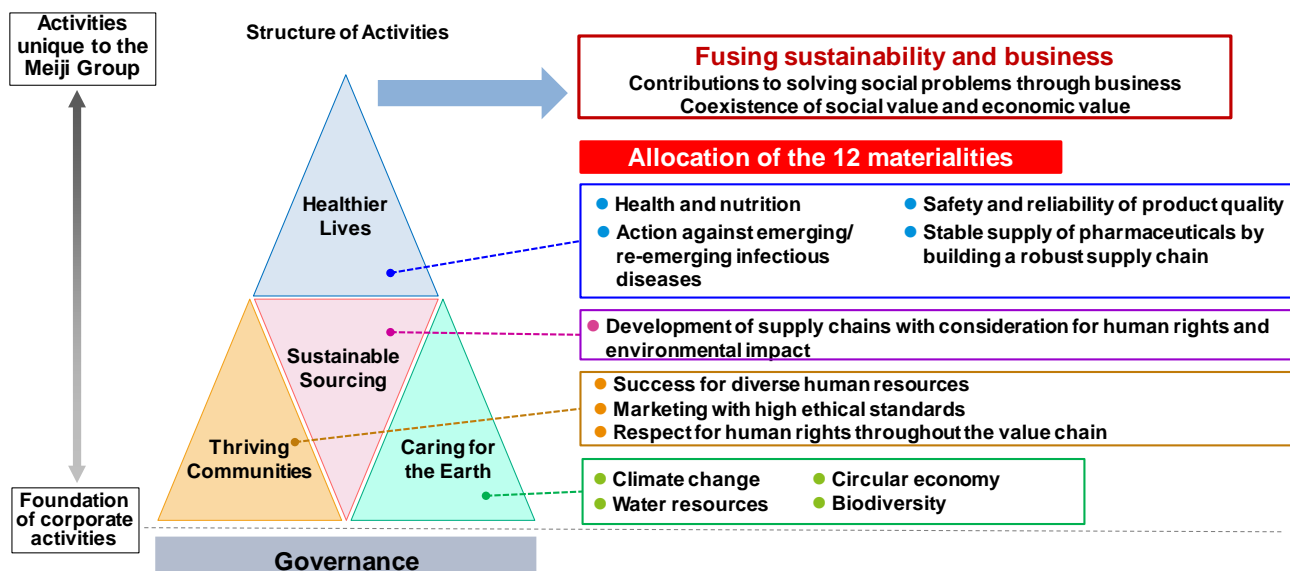 Activities
unique to the
Meiji Group
Structure of Activities
Fusing sustainability and business
Contributions to solving social problems through business
Coexistence of social value and economic value
Allocation of the 12 materialities
Healthier
Lives
Health and nutrition
Action against emerging/
re-emerging infectious
diseases
Safety and reliability of product quality
Stable supply of pharmaceuticals by
building a robust supply chain
Sustainable
Sourcing
Development of supply chains with consideration for human rights and
environmental impact
Thriving
Communities
Success for diverse human resources
Marketing with high ethical standards
Respect for human rights throughout the value chain
Caring for
the Earth
Climate change
Water resources
Circular economy
Biodiversity
Foundation
of corporate
activities
Governance